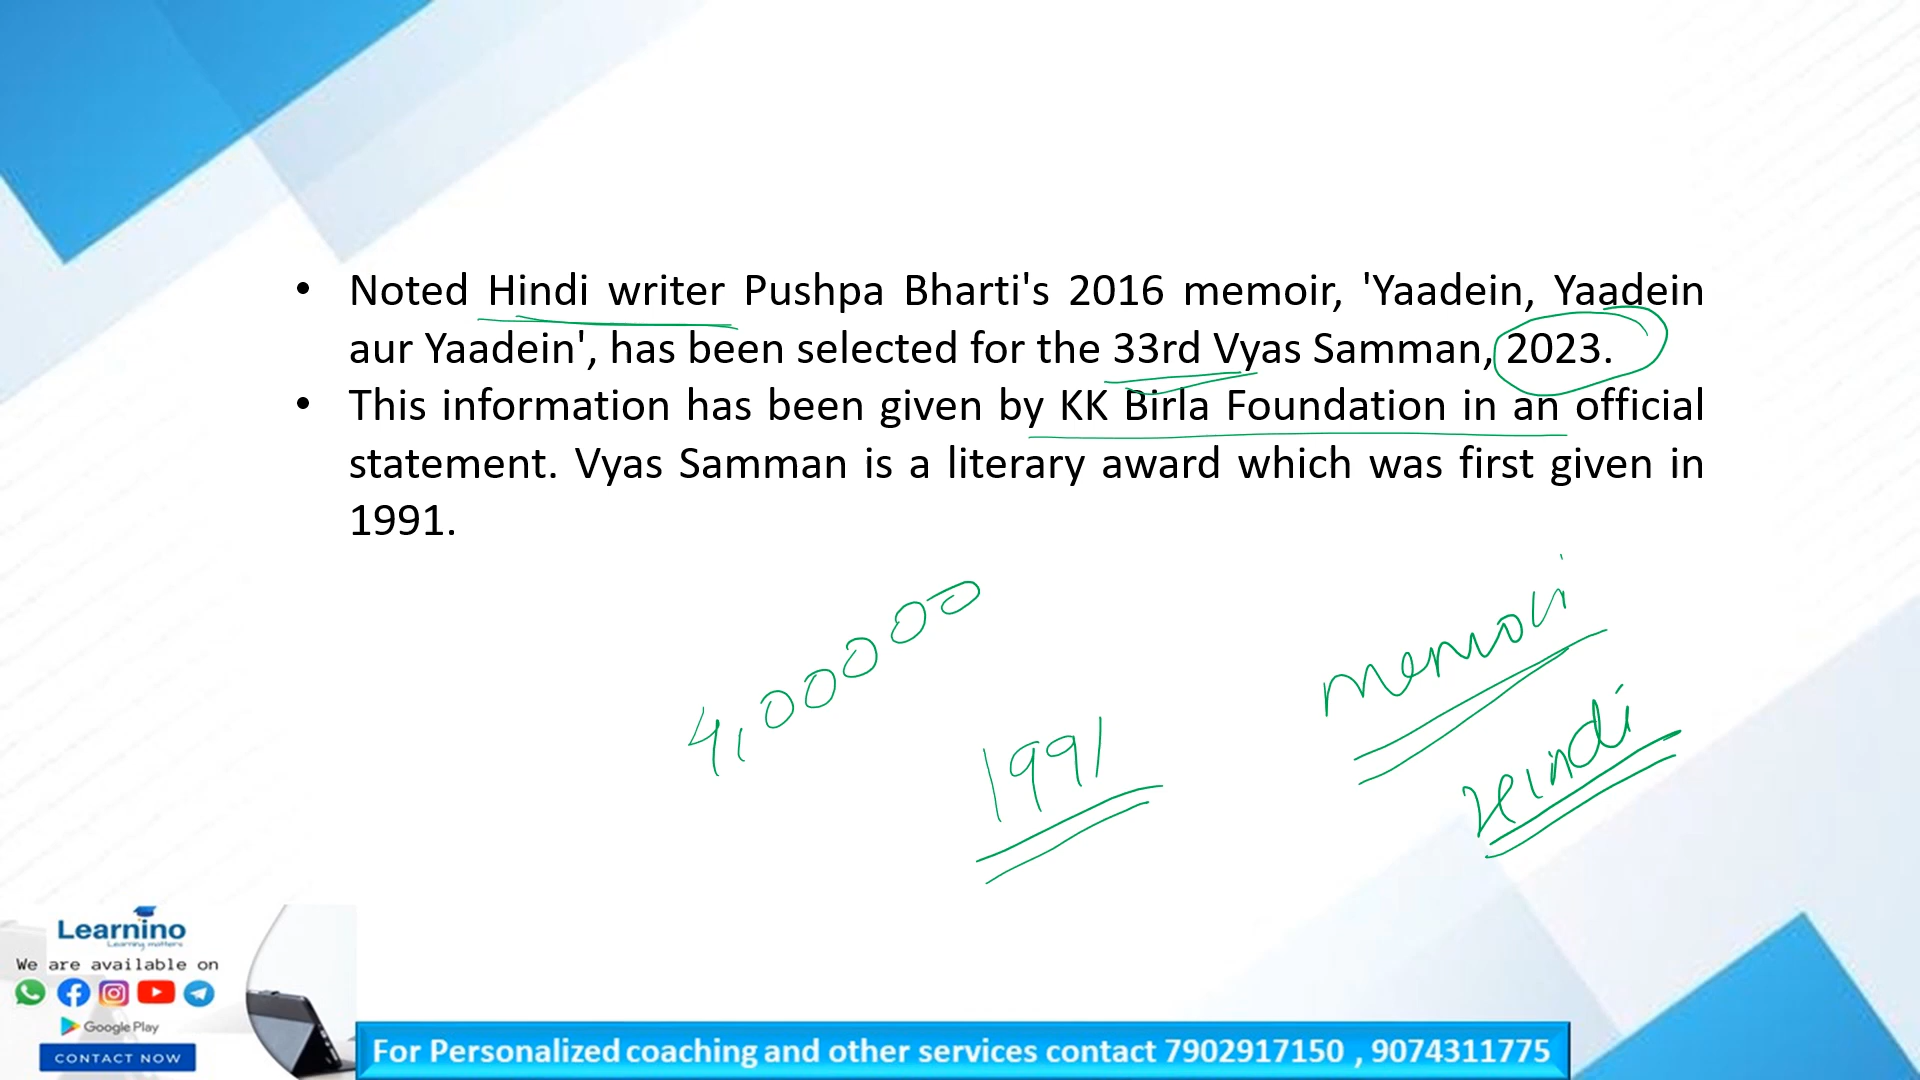 • Noted Hindi writer Pushpa Bharti's 2016 memoir, 'Yaadein, Yaadein
aur Yaadein', has been selected for the 33rd Vyas Samman, 2023.
• This information has been given by KK Birla Foundation in an official
statement. Vyas Samman is a literary award which was first given in
1991.
4,00000
1991
memoir
Hindi
Learnino
Learning matters
We are available on
Google Play
CONTACT NOW
For Personalized coaching and other services contact 7902917150 , 9074311775